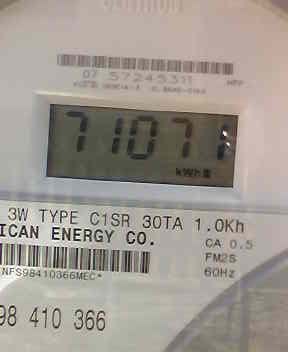 07 57245311
71071
kWh
3W TYPE C1SR 30TA 1.0Kh
ICAN ENERGY CO.
CA 0.5
FM2S
NFS98410366MEC*
60Hz
98 410 366